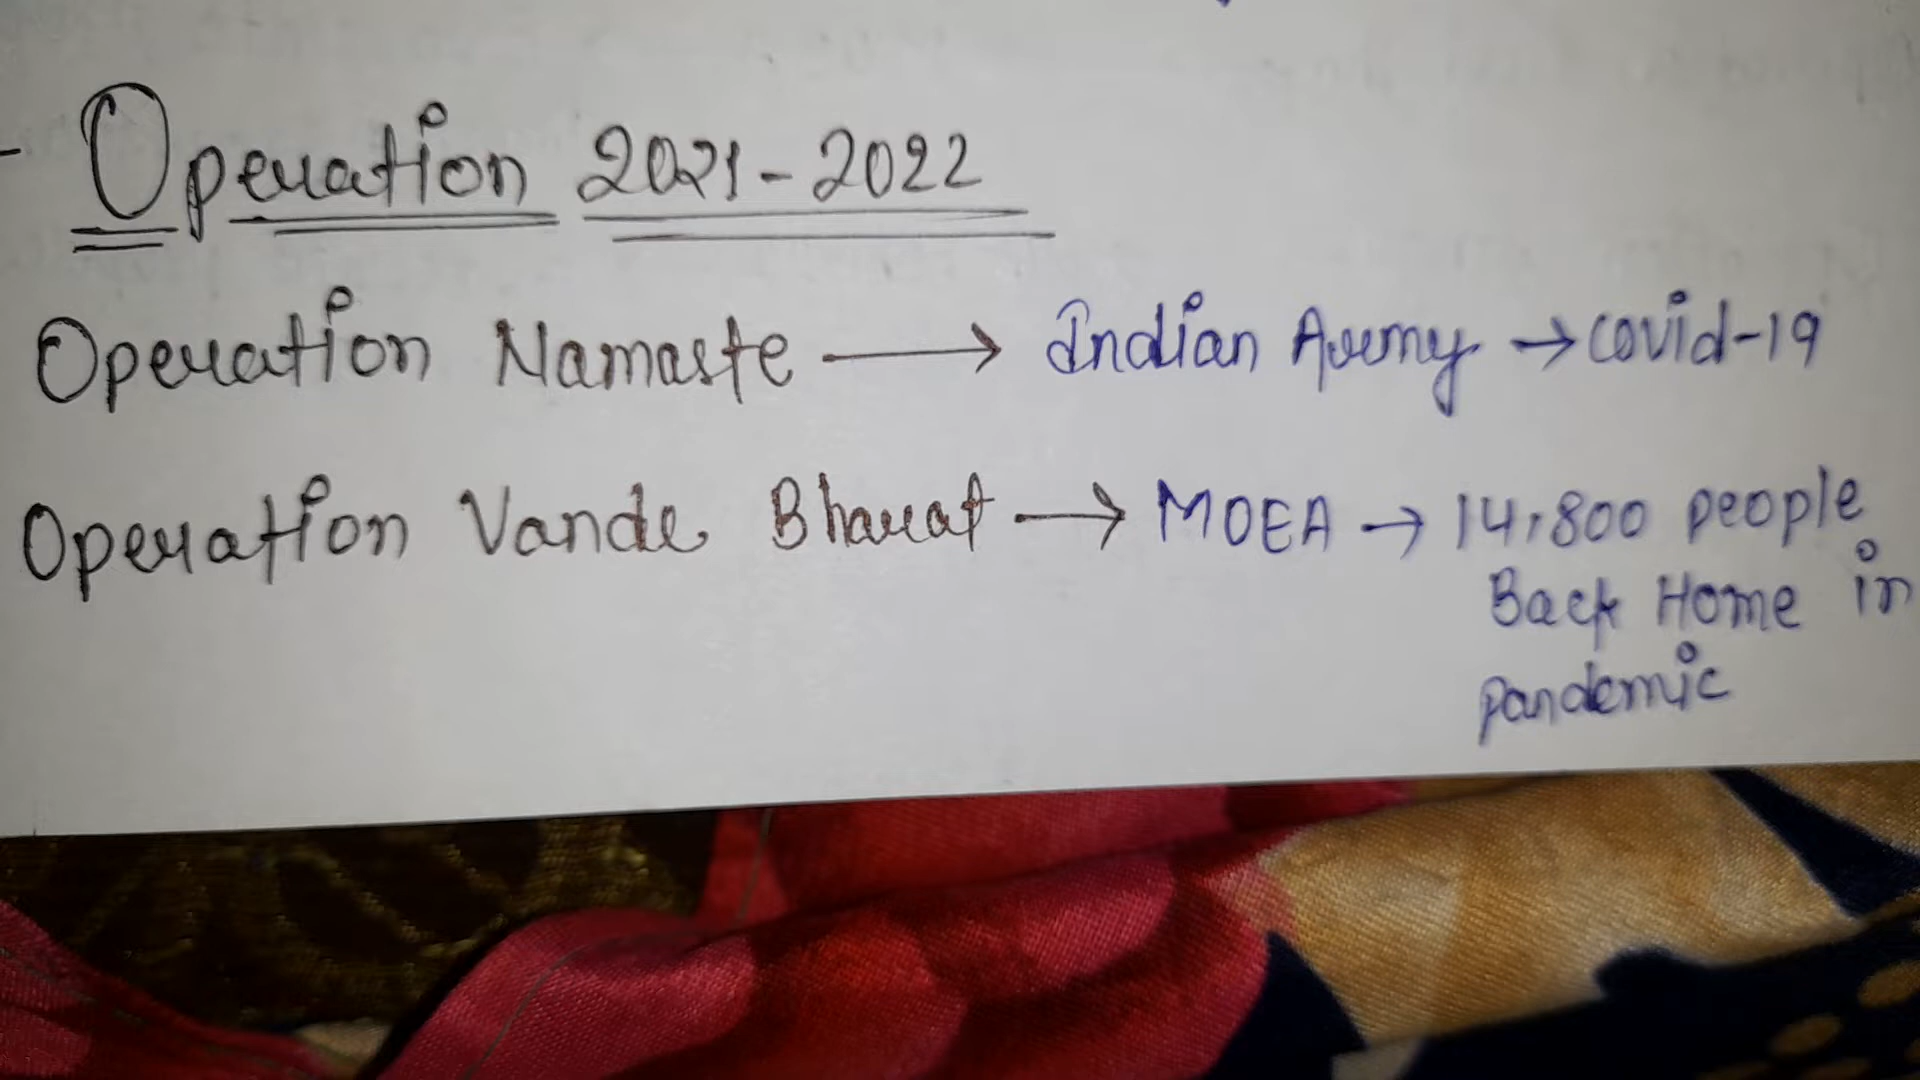 - Operation 2021-2022
Operation Namaste → Indian Army → Covid-19
Operation Vande Bharat → MOEA → 14,800 people
Back Home in
pandemic